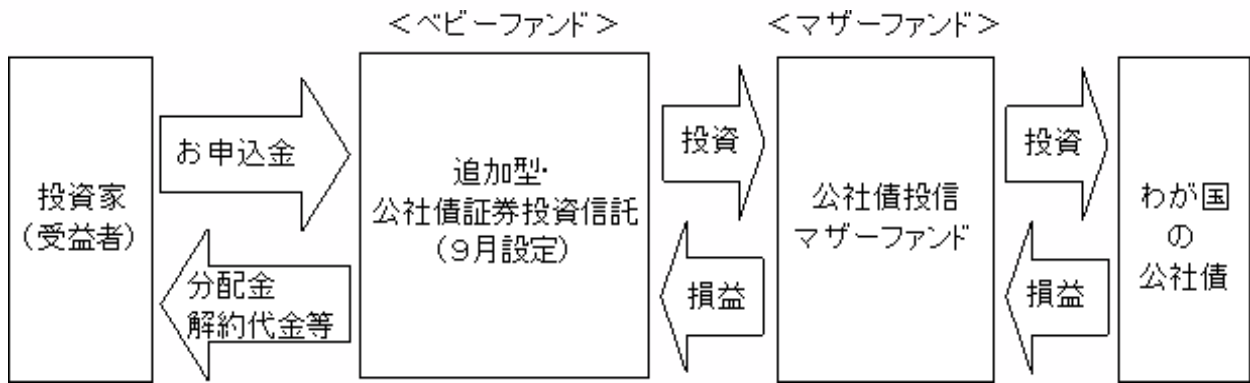 <ベビーファンド>
<マザーファンド>
投資家
(受益者)
お申込金
分配金
解約代金等
追加型・
公社債証券投資信託
(9月設定)
投資
損益
公社債投信
マザーファンド
投資
損益
わが国
の
公社債